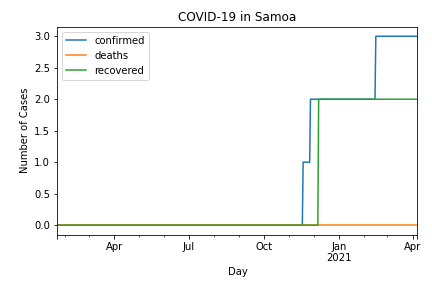 COVID-19 in Samoa
confirmed
deaths
recovered
Number of Cases
3.0
2.5
2.0
1.5
1.0
0.5
0.0
Apr
Jul
Oct
Jan
2021
Apr
Day